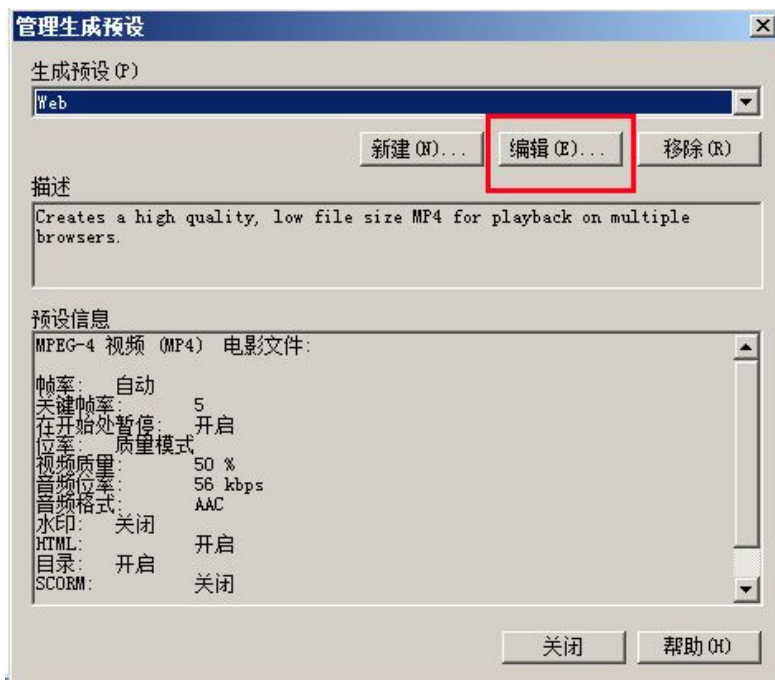 管理生成预设
生成预设(P)
Web
新建(N)... 编辑(E)... 移除(R)
描述
Creates a high quality, low file size MP4 for playback on multiple
browsers.
预设信息
MPEG-4 视频 (MP4) 电影文件:
帧率: 自动
关键帧率: 5
在开始处暂停: 开启
位率: 质量模式
视频质量: 50 %
音频位率: 56 kbps
音频格式: AAC
水印: 关闭
HTML: 开启
目录: 开启
SCORM: 关闭
关闭 帮助(H)